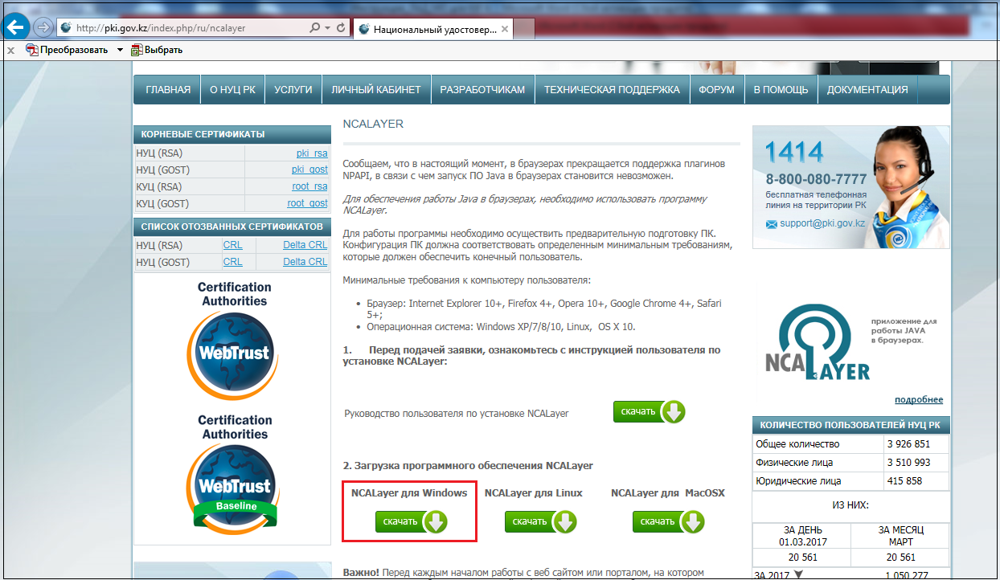 http://pki.gov.kz/index.php/ru/ncalayer
Национальный удостовер...
x Преобразовать Выбрать
ГЛАВНАЯ О НУЦ РК УСЛУГИ ЛИЧНЫЙ КАБИНЕТ РАЗРАБОТЧИКАМ ТЕХНИЧЕСКАЯ ПОДДЕРЖКА ФОРУМ В ПОМОЩЬ ДОКУМЕНТАЦИЯ
КОРНЕВЫЕ СЕРТИФИКАТЫ
НУЦ (RSA) pki_rsa
НУЦ (GOST) pki_gost
КУЦ (RSA) root_rsa
КУЦ (GOST) root_gost
СПИСОК ОТОЗВАННЫХ СЕРТИФИКАТОВ
НУЦ (RSA) CRL Delta CRL
НУЦ (GOST) CRL Delta CRL
Certification
Authorities
WebTrust
Certification
Authorities
WebTrust
Baseline
NCALAYER
Сообщаем, что в настоящий момент, в браузерах прекращается поддержка плагинов
NPAPI, в связи с чем запуск ПО Java в браузерах становится невозможен.
Для обеспечения работы Java в браузерах, необходимо использовать программу
NCALayer.
Для работы программы необходимо осуществить предварительную подготовку ПК.
Конфигурация ПК должна соответствовать определенным минимальным требованиям,
которые должен обеспечить конечный пользователь.
Минимальные требования к компьютеру пользователя:
• Браузер: Internet Explorer 10+, Firefox 4+, Opera 10+, Google Chrome 4+, Safari
5+;
• Операционная система: Windows XP/7/8/10, Linux, OS X 10.
1. Перед подачей заявки, ознакомьтесь с инструкцией пользователя по
установке NCALayer:
Руководство пользователя по установке NCALayer скачать
2. Загрузка программного обеспечения NCALayer
NCALayer для Windows NCALayer для Linux NCALayer для MacOSX
скачать скачать скачать
Важно! Перед каждым началом работы с веб сайтом или порталом, на котором
1414
8-800-080-7777
бесплатная телефонная
линия на территории РК
support@pki.gov.kz
NCALAYER
приложение для
работы JAVA
в браузерах.
подробнее
КОЛИЧЕСТВО ПОЛЬЗОВАТЕЛЕЙ НУЦ РК
Общее количество 3 926 851
Физические лица 3 510 993
Юридические лица 415 858
ИЗ НИХ:
ЗА ДЕНЬ ЗА МЕСЯЦ
01.03.2017 МАРТ
20 561 20 561
ЗА 2017 1 050 277